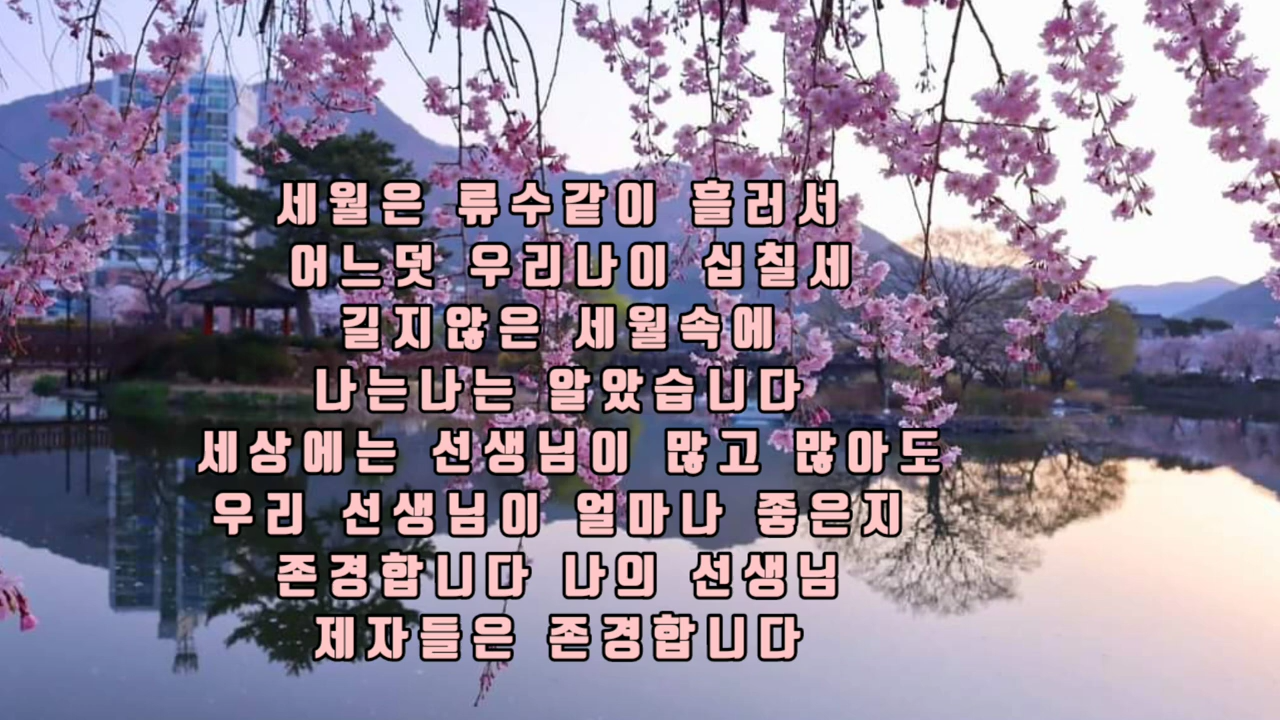 세월은 류수같이 흘러서
어느덧 우리나이 십칠세
길지않은 세월속에
나는나는 알았습니다
세상에는 선생님이 많고 많아도
우리 선생님이 얼마나 좋은지
존경합니다 나의 선생님
제자들은 존경합니다